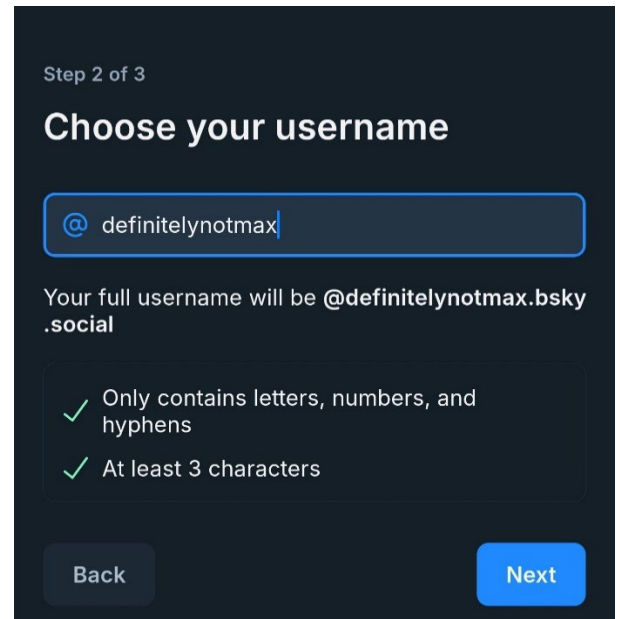 Step 2 of 3
Choose your username
@ definitelynotmax
Your full username will be @definitelynotmax.bsky
.social
Only contains letters, numbers, and
hyphens
At least 3 characters
Back
Next